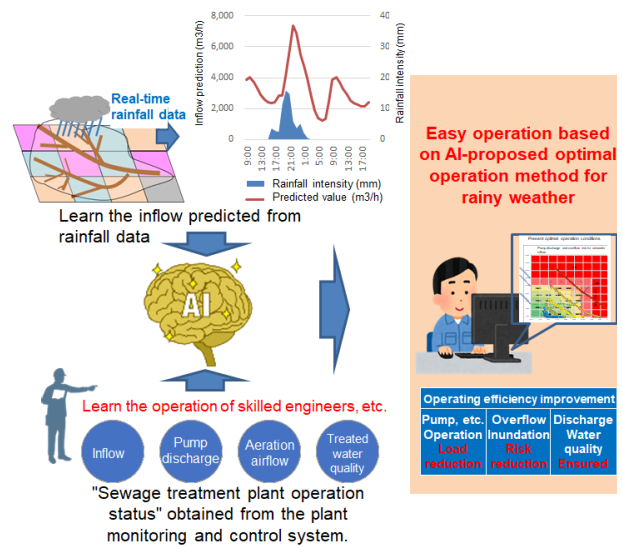 Real-time
rainfall data
Inflow prediction (m3/h)
8,000
6,000
4,000
2,000
0
40
30
20
10
0
Rainfall intensity (mm)
9:00
13:00
17:00
21:00
1:00
5:00
9:00
13:00
17:00
Rainfall intensity (mm)
Predicted value (m3/h)
Learn the inflow predicted from
rainfall data
AI
Learn the operation of skilled engineers, etc.
Inflow
Pump
discharge
Aeration
airflow
Treated
water
quality
"Sewage treatment plant operation
status" obtained from the plant
monitoring and control system.
Easy operation based
on AI-proposed optimal
operation method for
rainy weather
Present optimal operation conditions
Operating efficiency improvement
Pump, etc.
Operation
Load
reduction
Overflow
Inundation
Risk
reduction
Discharge
Water
quality
Ensured